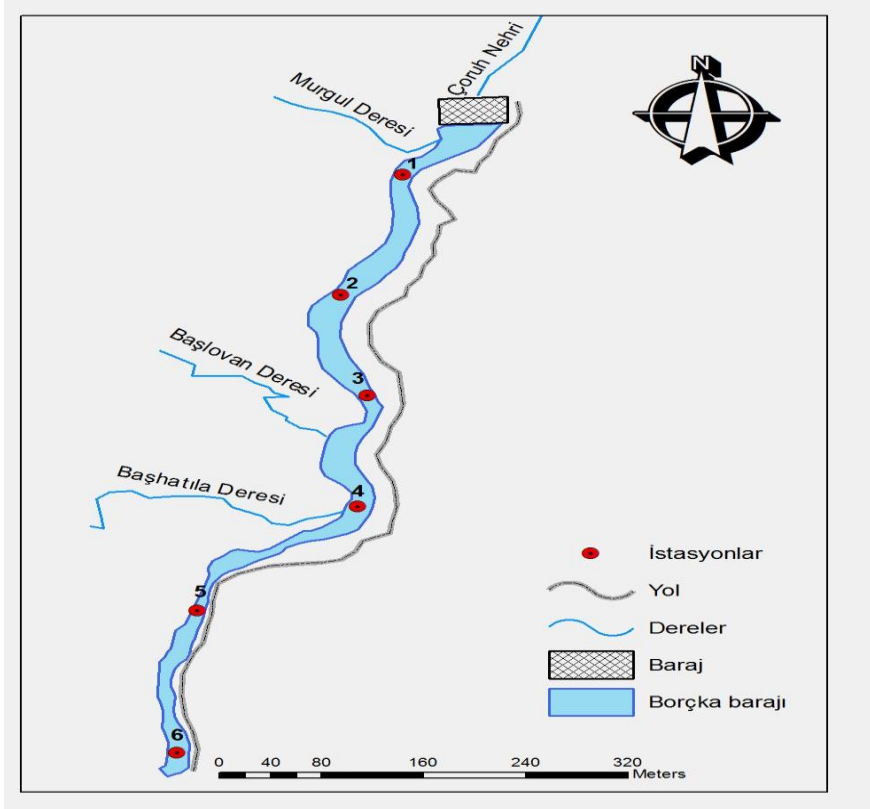 Çoruh Nehri
N
Murgul Deresi
1
2
Başlovan Deresi
3
Başhatıla Deresi
4
5
6
İstasyonlar
Yol
Dereler
Baraj
Borçka barajı
0 40 80 160 240 320
Meters